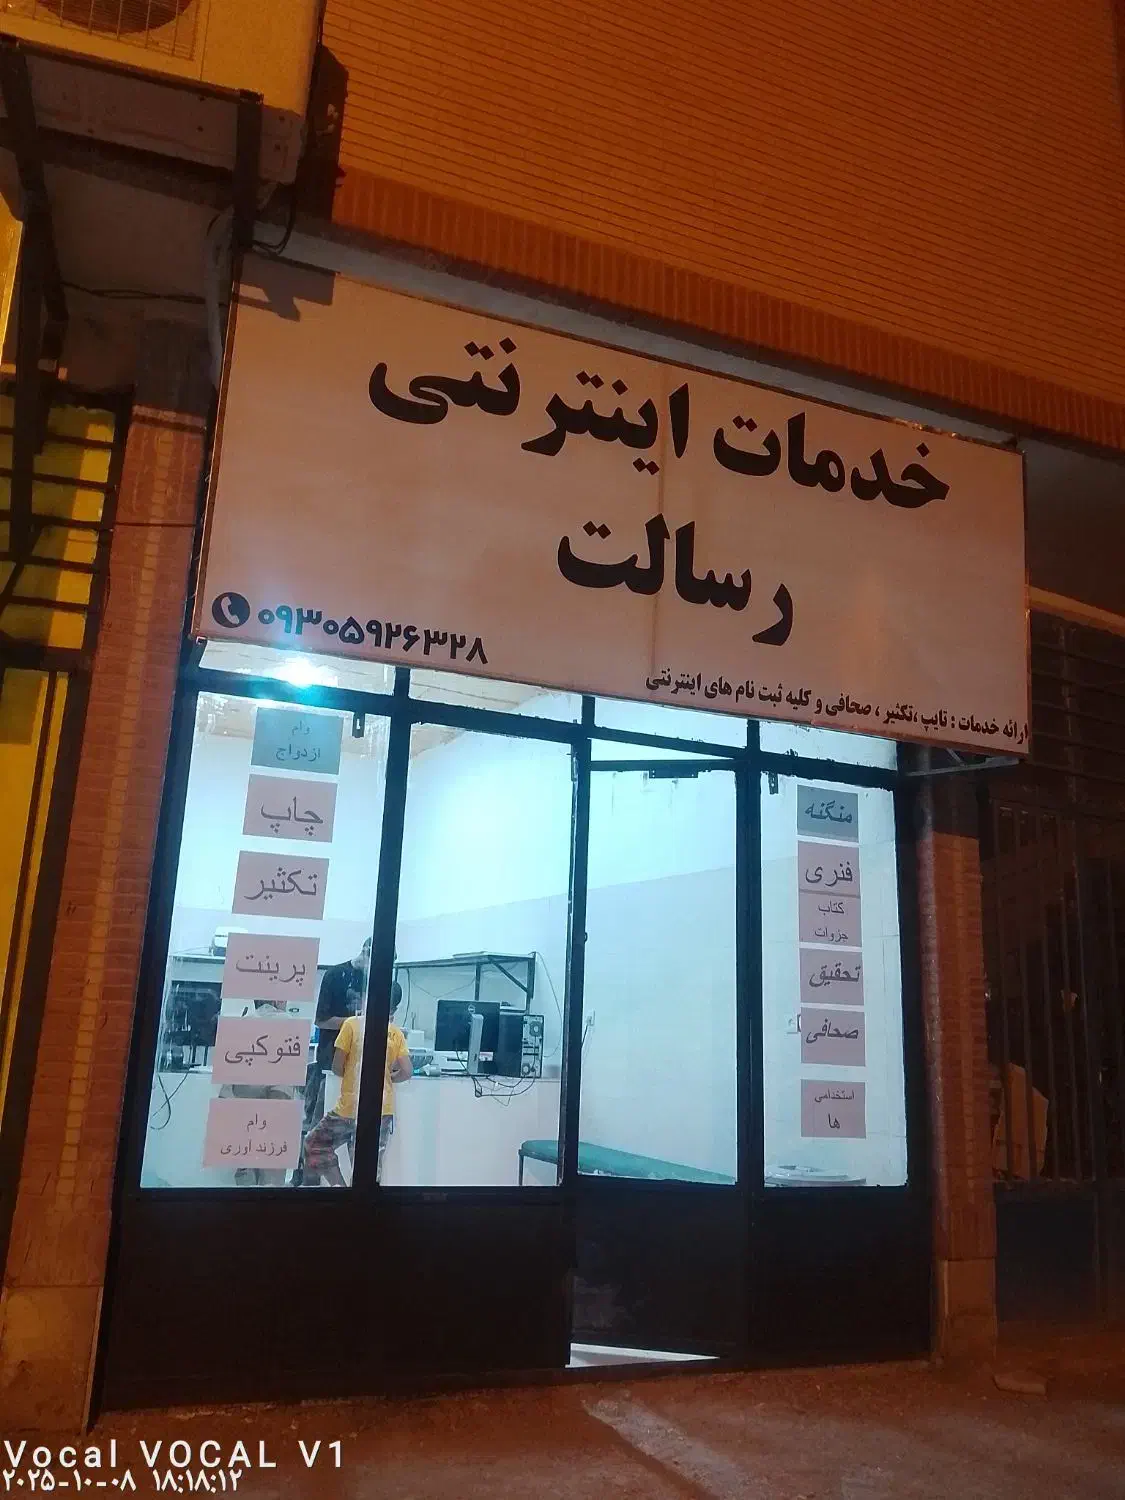 خدمات اینترنتی
رسالت
۰۹۳۰۵۹۲۶۳۲۸
ارائه خدمات : تایپ ،تکثیر ، صحافی و کلیه ثبت نام های اینترنتی
وام
ازدواج
چاپ
تکثیر
پرینت
فتوکپی
وام
فرزند آوری
منگنه
فنری
کتاب
جزوات
تحقیق
صحافی
استخدامی
ها
Vocal VOCAL V1
۲۰۲۵-۱۰-۰۸ ۱۸:۱۸:۱۲